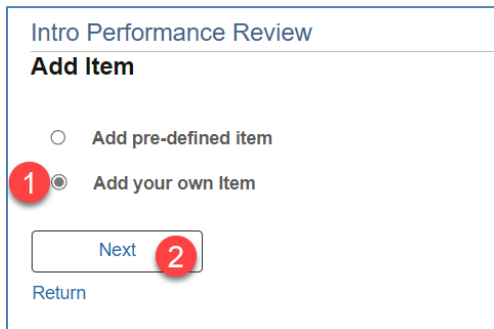 Intro Performance Review
Add Item
Add pre-defined item
1 Add your own Item
Next 2
Return